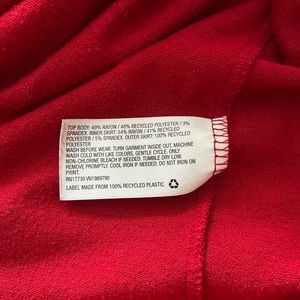 TOP BODY: 49% RAYON / 48% RECYCLED POLYESTER / 3%
SPANDEX. INNER SKIRT: 54% RAYON / 41% RECYCLED
POLYESTER / 5% SPANDEX. OUTER SKIRT: 100% RECYCLED
POLYESTER
WASH BEFORE WEAR. TURN GARMENT INSIDE OUT, MACHINE
WASH COLD WITH LIKE COLORS, GENTLE CYCLE. ONLY
NON-CHLORINE BLEACH IF NEEDED. TUMBLE DRY LOW.
REMOVE PROMPTLY. COOL IRON IF NEEDED. DO NOT IRON ON
PRINT.
RN17730 VN1989790
LABEL MADE FROM 100% RECYCLED PLASTIC